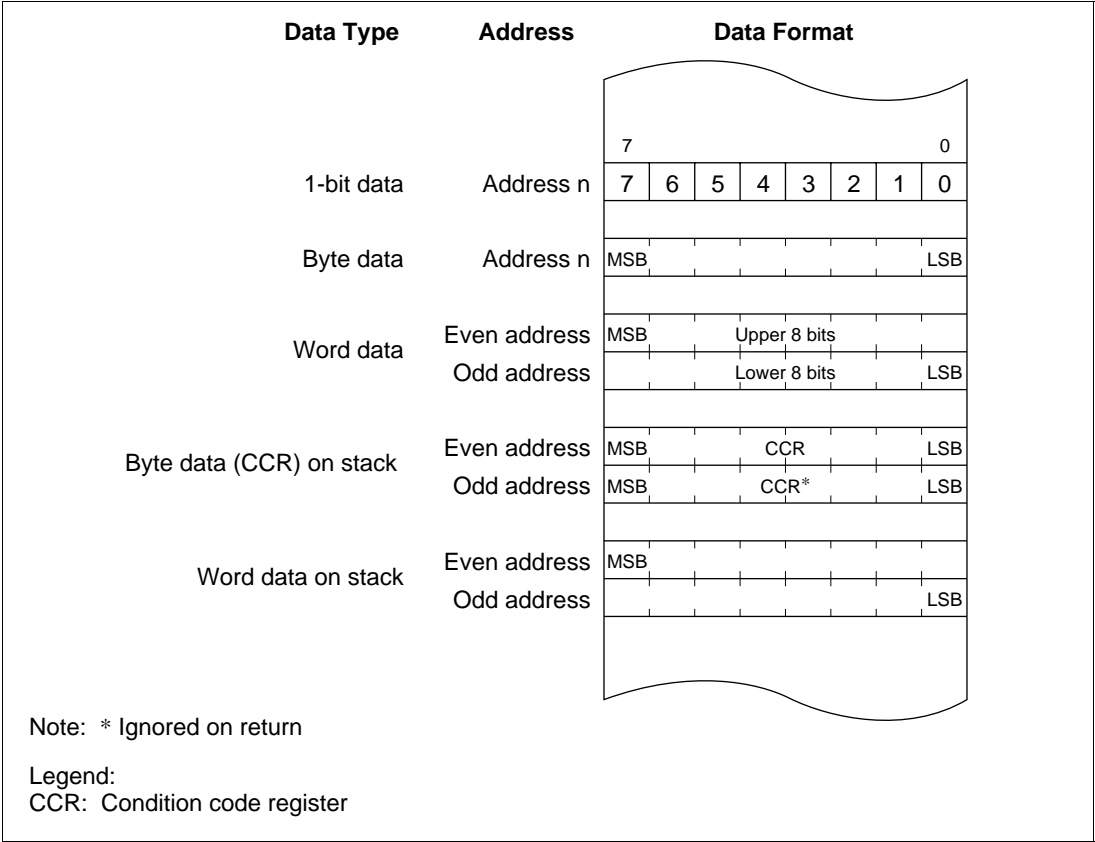 Data Type Address Data Format
7 0
1-bit data Address n 7 6 5 4 3 2 1 0
Byte data Address n MSB LSB
Word data
Even address MSB Upper 8 bits
Odd address Lower 8 bits LSB
Byte data (CCR) on stack
Even address MSB CCR LSB
Odd address MSB CCR* LSB
Word data on stack
Even address MSB
Odd address LSB
Note: * Ignored on return
Legend:
CCR: Condition code register